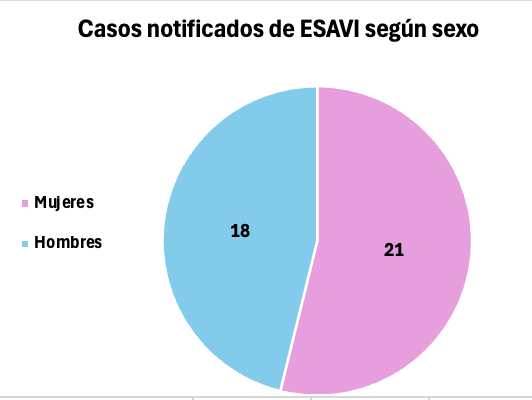 Casos notificados de ESAVI según sexo
Mujeres
Hombres
18
21